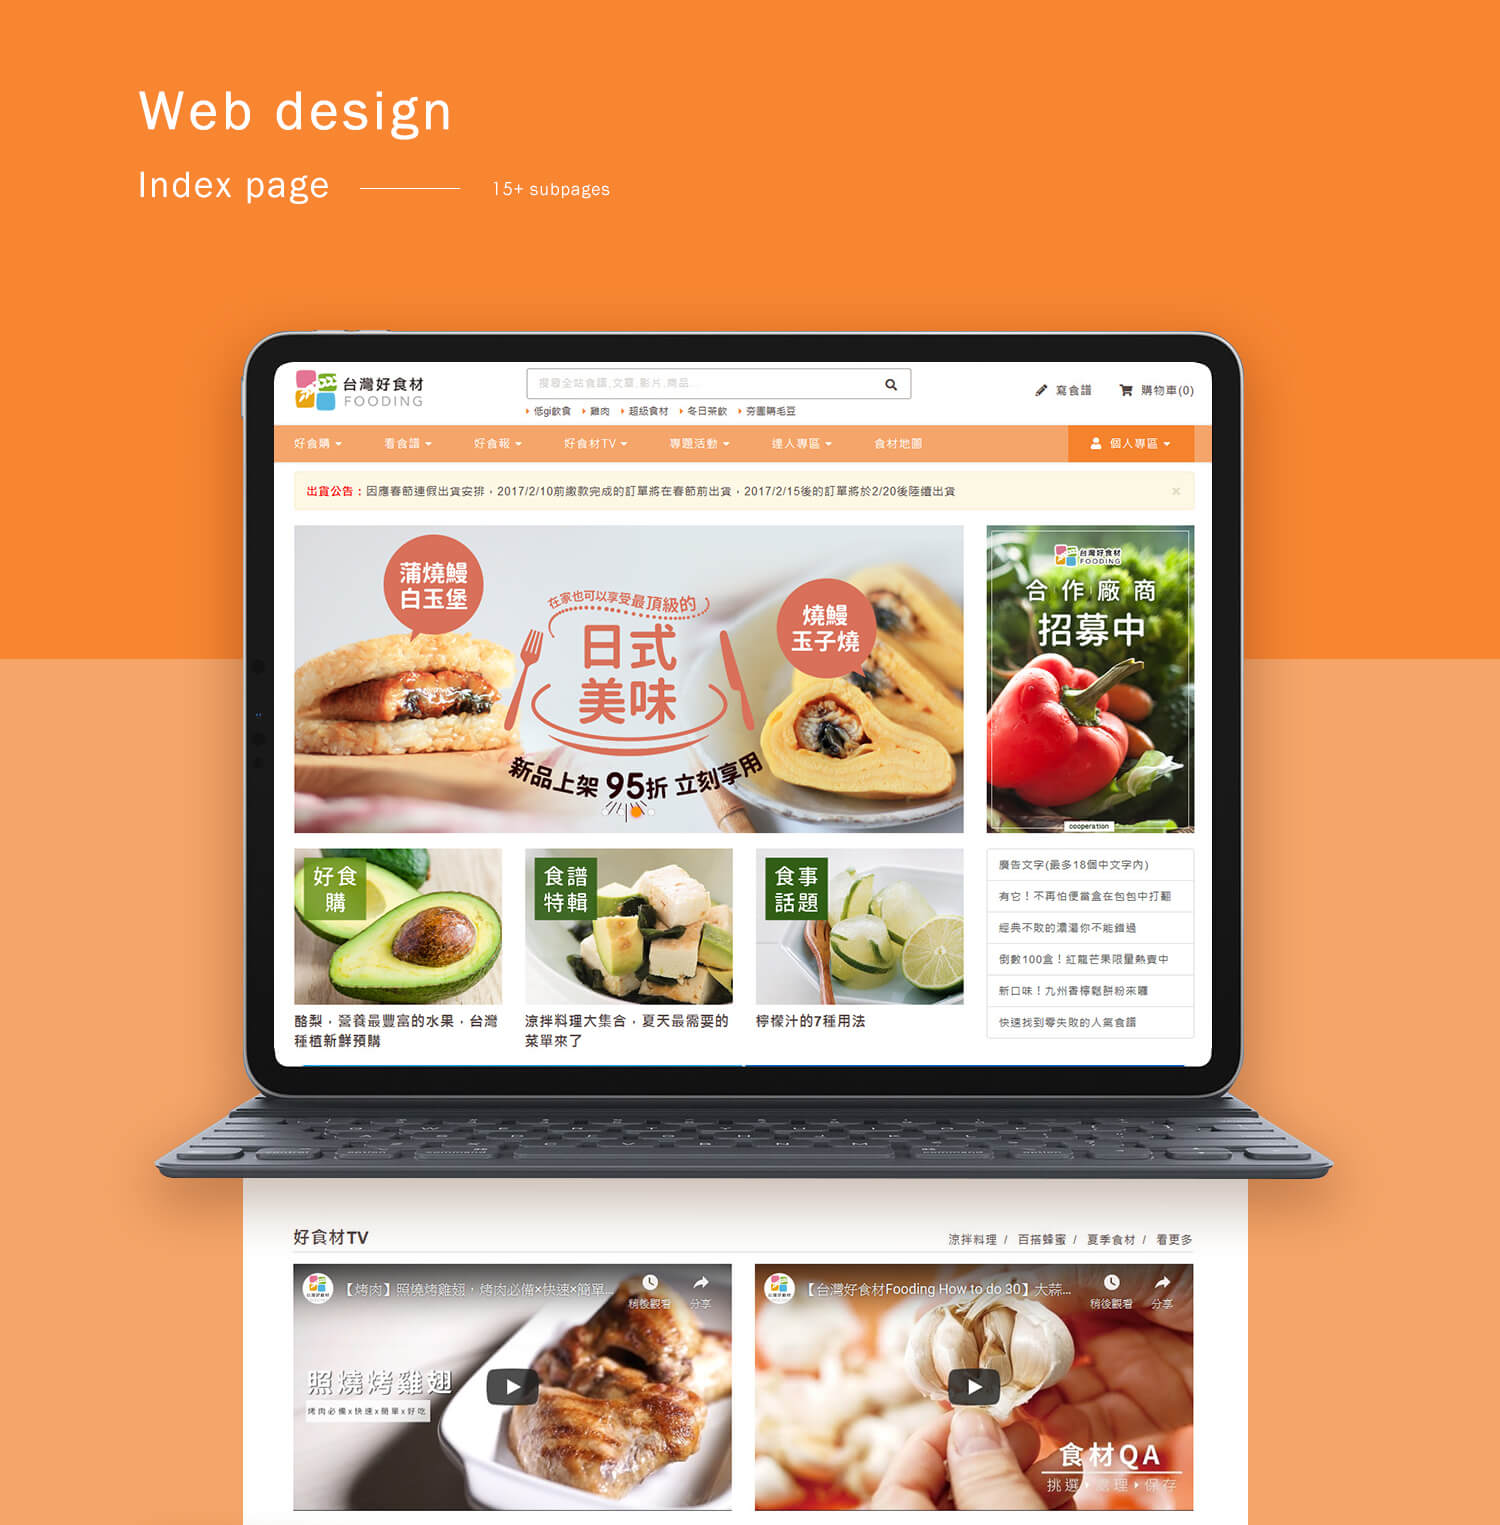 Web design
Index page
15+ subpages
台灣好食材
FOODING
搜尋全站食譜,文章,影片,商品...
寫食譜
購物車(0)
低gi飲食
雞肉
超級食材
冬日茶飲
夯團購毛豆
好食購
看食譜
好食報
好食材TV
專題活動
達人專區
食材地圖
個人專區
出貨公告：因應春節連假出貨安排，2017/2/10前繳款完成的訂單將在春節前出貨，2017/2/15後的訂單將於2/20後陸續出貨
×
蒲燒鰻
白玉堡
在家也可以享受最頂級的
日式
美味
燒鰻
玉子燒
新品上架 95折 立刻享用
台灣好食材
FOODING
合作廠商
招募中
cooperation
好食
購
食譜
特輯
食事
話題
酪梨，營養最豐富的水果，台灣
種植新鮮預購
涼拌料理大集合，夏天最需要的
菜單來了
檸檬汁的7種用法
廣告文字(最多18個中文字內)
有它！不再怕便當盒在包包中打翻
經典不敗的濃湯你不能錯過
倒數100盒！紅龍芒果限量熱賣中
新口味！九州香檸鬆餅粉來囉
快速找到零失敗的人氣食譜
control
option
command
command
option
好食材TV
涼拌料理 / 百搭蜂蜜 / 夏季食材 / 看更多
【烤肉】照燒烤雞翅，烤肉必備×快速×簡單...
稍後觀看
分享
照燒烤雞翅
烤肉必備x快速x簡單x好吃
【台灣好食材Fooding How to do 30】大蒜...
稍後觀看
分享
食材QA
挑選 處理 保存